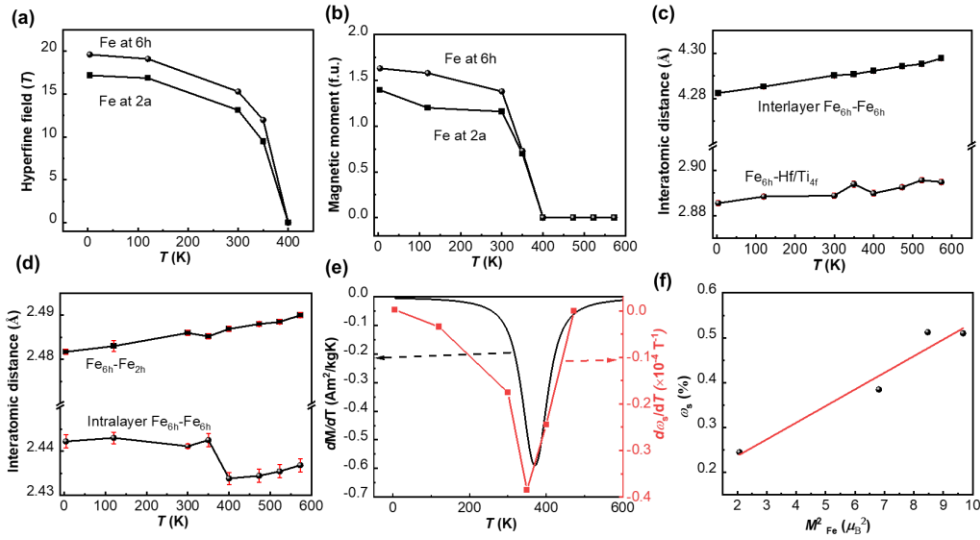 (a)
Hyperfine field (T)
20
15
10
5
0
Fe at 6h
Fe at 2a
0 100 200 300 400
T (K)
(b)
Magnetic moment (f.u.)
2.0
1.5
1.0
0.5
0.0
Fe at 6h
Fe at 2a
0 100 200 300 400 500 600
T (K)
(c)
Interatomic distance (Å)
4.30
4.28
2.90
2.88
Interlayer Fe6h-Fe6h
Fe6h-Hf/Ti4f
0 100 200 300 400 500 600
T (K)
(d)
Interatomic distance (Å)
2.49
2.48
2.44
2.43
Fe6h-Fe2h
Intralayer Fe6h-Fe6h
0 100 200 300 400 500 600
T (K)
(e)
dM/dT (Am2/kgK)
0.0
-0.1
-0.2
-0.3
-0.4
-0.5
-0.6
-0.7
0 200 400 600
T (K)
0.0
-0.1
-0.2
-0.3
-0.4
dωs/dT (×10-4 T-1)
(f)
ωs (%)
0.6
0.5
0.4
0.3
0.2
2 3 4 5 6 7 8 9 10
M2Fe (μB2)